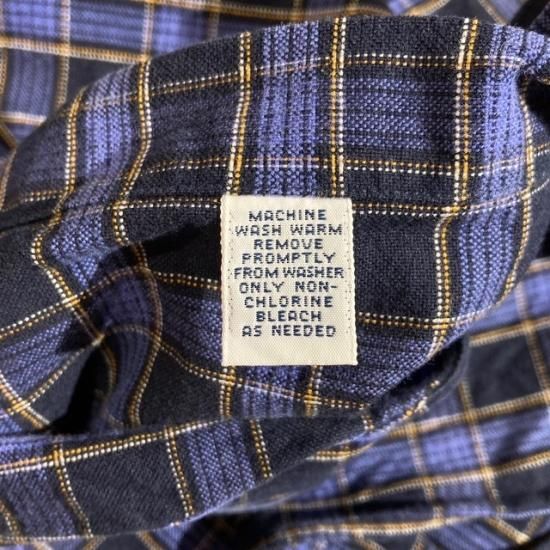 MACHINE
WASH WARM
REMOVE
PROMPTLY
FROM WASHER
ONLY NON-
CHLORINE
BLEACH
AS NEEDED